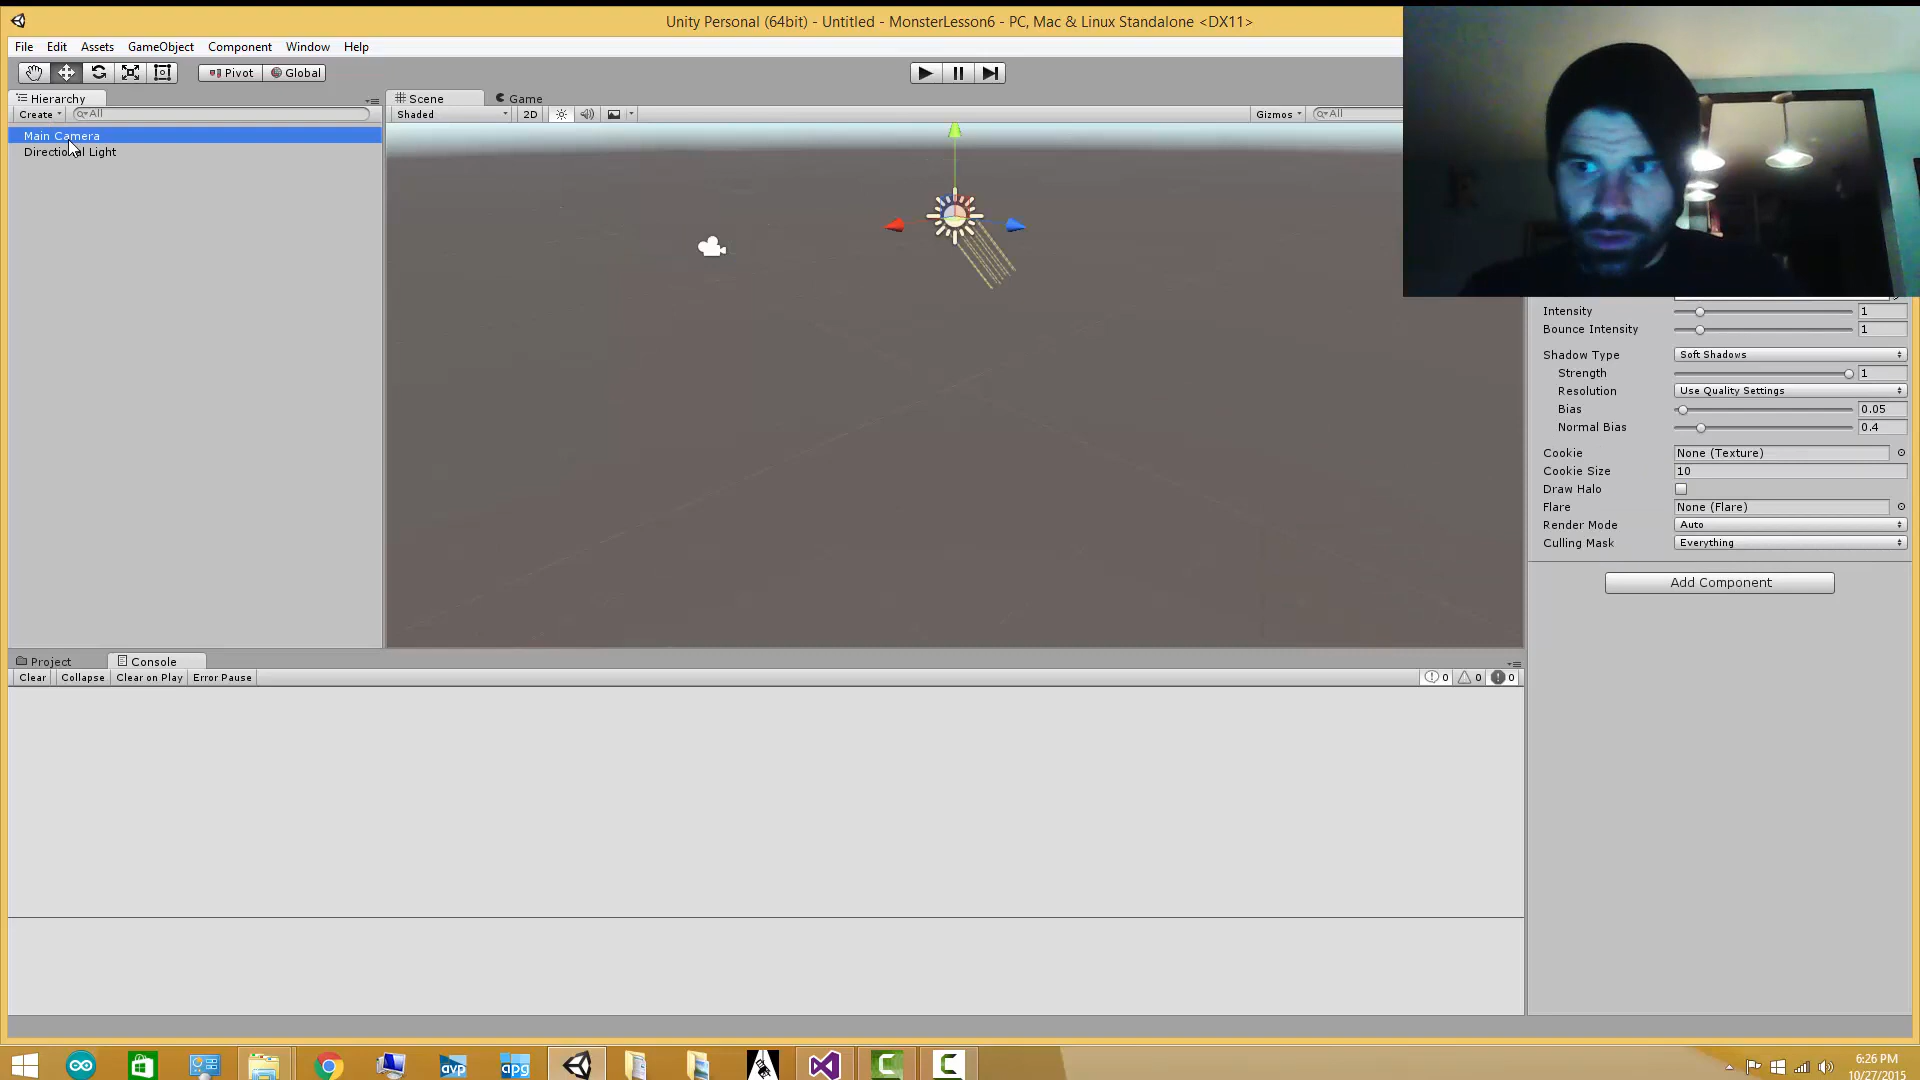 Unity Personal (64bit) - Untitled - MonsterLesson6 - PC, Mac & Linux Standalone <DX11>
File Edit Assets GameObject Component Window Help
Pivot Global
Hierarchy
Scene Game
Create All
Shaded 2D Gizmos All
Main Camera
Directional Light
Intensity 1
Bounce Intensity 1
Shadow Type Soft Shadows
Strength 1
Resolution Use Quality Settings
Bias 0.05
Normal Bias 0.4
Cookie None (Texture)
Cookie Size 10
Draw Halo
Flare None (Flare)
Render Mode Auto
Culling Mask Everything
Add Component
Project Console
Clear Collapse Clear on Play Error Pause 0 0 0
avp apg
6:26 PM
10/27/2015